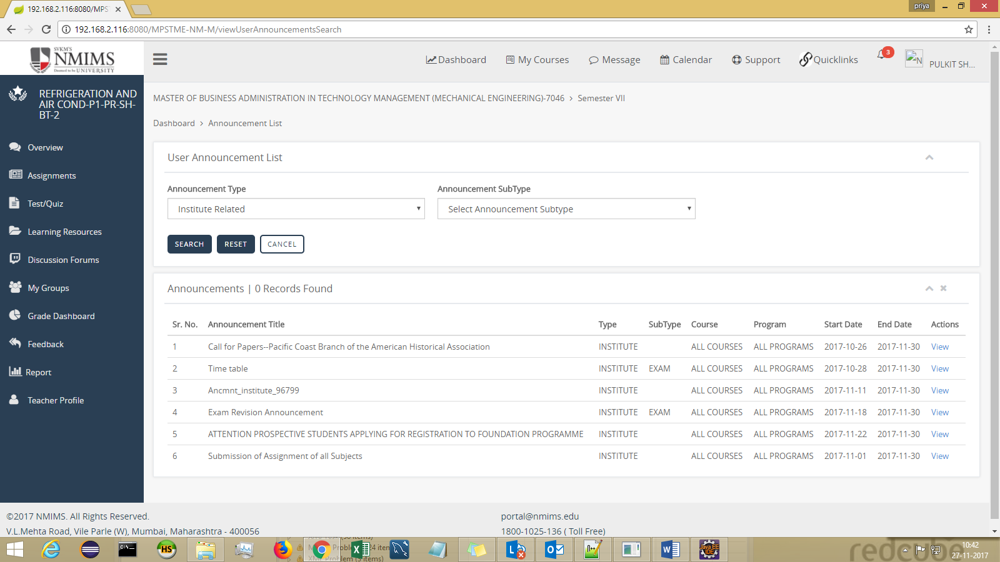 192.168.2.116:8080/MPS
priya
192.168.2.116:8080/MPSTME-NM-M/viewUserAnnouncementsSearch
SVKM'S
NMIMS
Deemed to be UNIVERSITY
Dashboard
My Courses
Message
Calendar
Support
Quicklinks
3
N
PULKIT SH...
REFRIGERATION AND
AIR COND-P1-PR-SH-
BT-2
Overview
Assignments
Test/Quiz
Learning Resources
Discussion Forums
My Groups
Grade Dashboard
Feedback
Report
Teacher Profile
MASTER OF BUSINESS ADMINISTRATION IN TECHNOLOGY MANAGEMENT (MECHANICAL ENGINEERING)-7046 > Semester VII
Dashboard > Announcement List
User Announcement List
Announcement Type Announcement SubType
Institute Related Select Announcement Subtype
SEARCH RESET CANCEL
Announcements | 0 Records Found
Sr. No. Announcement Title Type SubType Course Program Start Date End Date Actions
1 Call for Papers--Pacific Coast Branch of the American Historical Association INSTITUTE ALL COURSES ALL PROGRAMS 2017-10-26 2017-11-30 View
2 Time table INSTITUTE EXAM ALL COURSES ALL PROGRAMS 2017-10-28 2017-11-30 View
3 Ancmnt_institute_96799 INSTITUTE ALL COURSES ALL PROGRAMS 2017-11-11 2017-11-30 View
4 Exam Revision Announcement INSTITUTE EXAM ALL COURSES ALL PROGRAMS 2017-11-18 2017-11-30 View
5 ATTENTION PROSPECTIVE STUDENTS APPLYING FOR REGISTRATION TO FOUNDATION PROGRAMME INSTITUTE ALL COURSES ALL PROGRAMS 2017-11-22 2017-11-30 View
6 Submission of Assignment of all Subjects INSTITUTE ALL COURSES ALL PROGRAMS 2017-11-01 2017-11-30 View
©2017 NMIMS. All Rights Reserved. portal@nmims.edu
V.L.Mehta Road, Vile Parle (W), Mumbai, Maharashtra - 400056 1800-1025-136 ( Toll Free)
HS
Java EE
IDE
redcube
10:42
27-11-2017